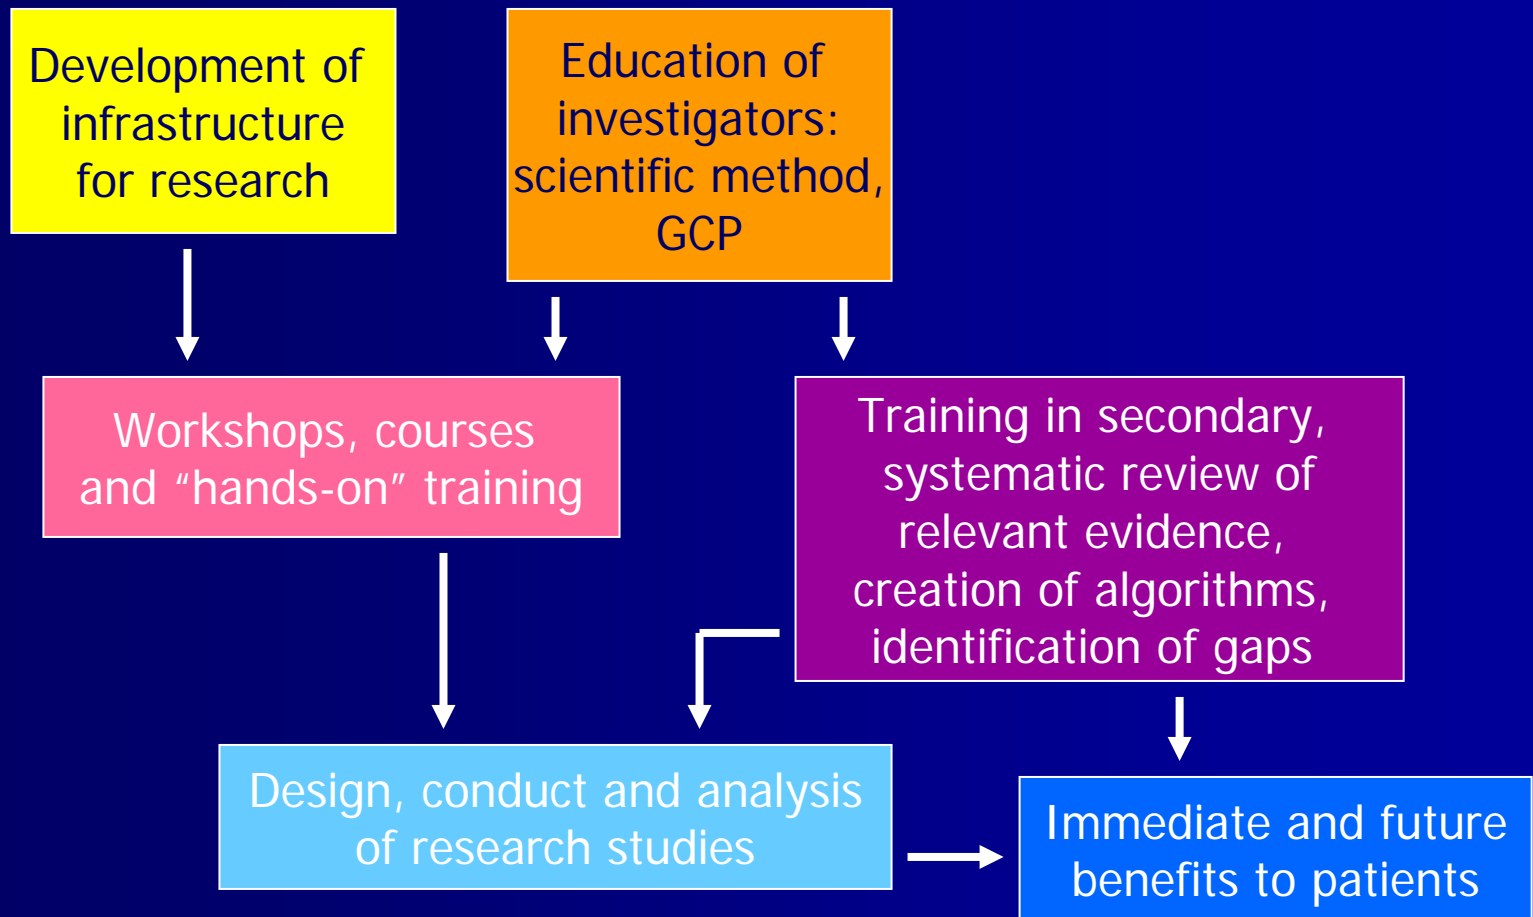 Development of
infrastructure
for research
Education of
investigators:
scientific method,
GCP
Workshops, courses
and “hands-on” training
Training in secondary,
systematic review of
relevant evidence,
creation of algorithms,
identification of gaps
Design, conduct and analysis
of research studies
Immediate and future
benefits to patients